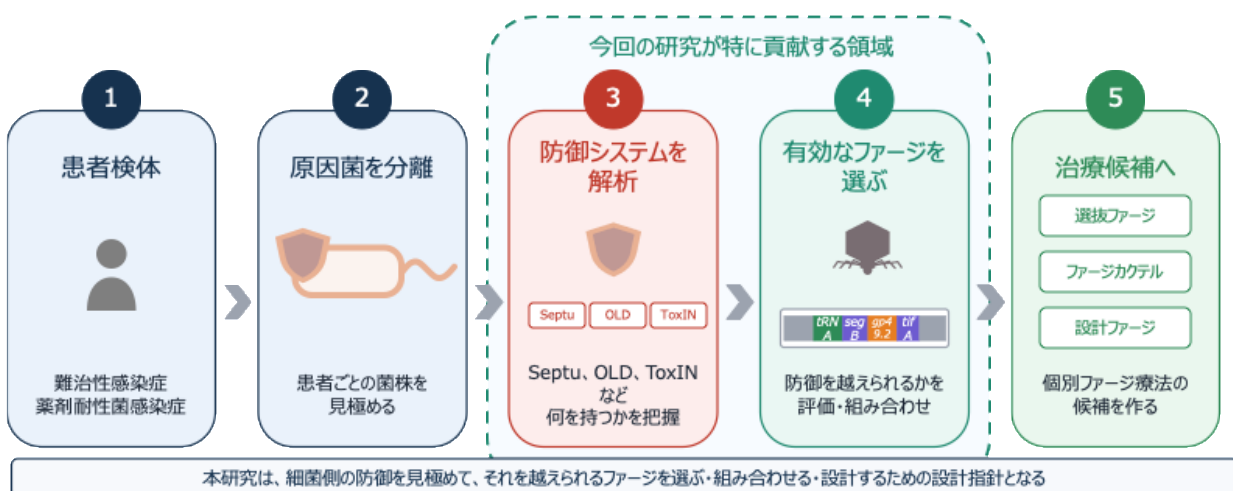 今回の研究が特に貢献する領域
1
患者検体
難治性感染症
薬剤耐性菌感染症
2
原因菌を分離
患者ごとの菌株を
見極める
3
防御システムを
解析
Septu
OLD
ToxIN
Septu、OLD、ToxIN
など
何を持つかを把握
4
有効なファージを
選ぶ
tRN
A
seg
B
gp4
9.2
tif
A
防御を越えられるかを
評価・組み合わせ
5
治療候補へ
選抜ファージ
ファージカクテル
設計ファージ
個別ファージ療法の
候補を作る
本研究は、細菌側の防御を見極めて、それを越えられるファージを選ぶ・組み合わせる・設計するための設計指針となる